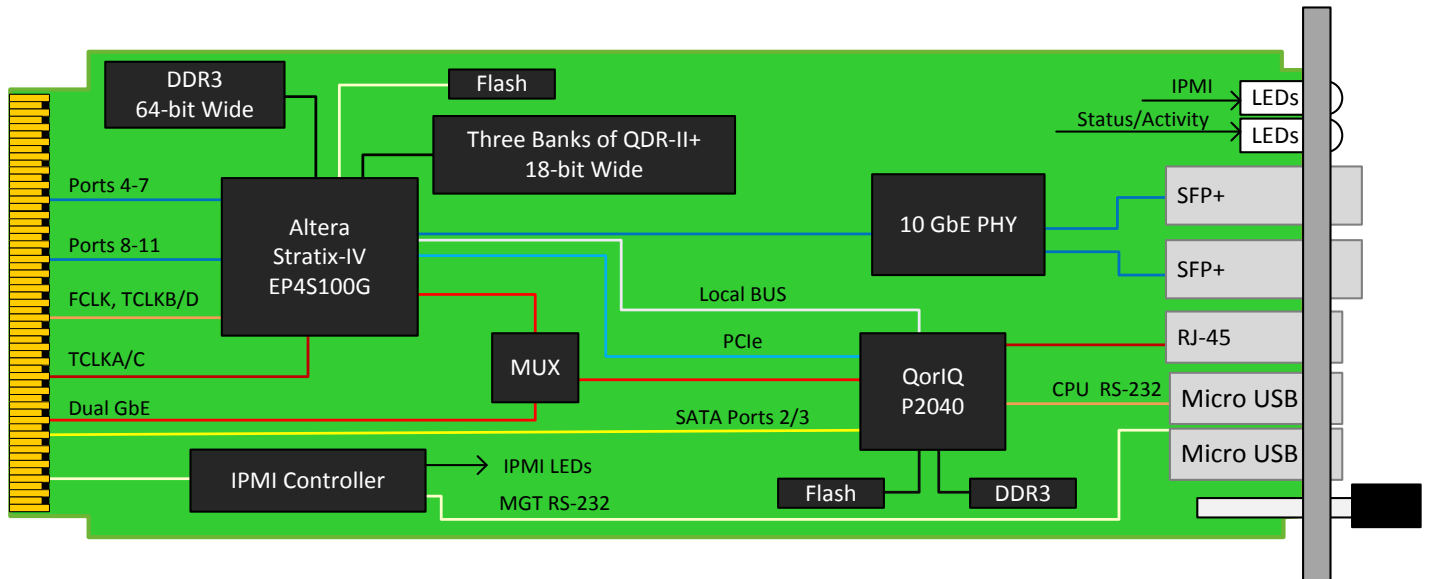 DDR3
64-bit Wide
Flash
Three Banks of QDR-II+
18-bit Wide
IPMI
LEDs
Status/Activity
LEDs
Ports 4-7
Altera
Stratix-IV
EP4S100G
10 GbE PHY
SFP+
Ports 8-11
SFP+
FCLK, TCLKB/D
Local BUS
TCLKA/C
MUX
PCIe
QorIQ
P2040
RJ-45
CPU RS-232
Micro USB
Dual GbE
SATA Ports 2/3
Micro USB
IPMI Controller
IPMI LEDs
MGT RS-232
Flash
DDR3